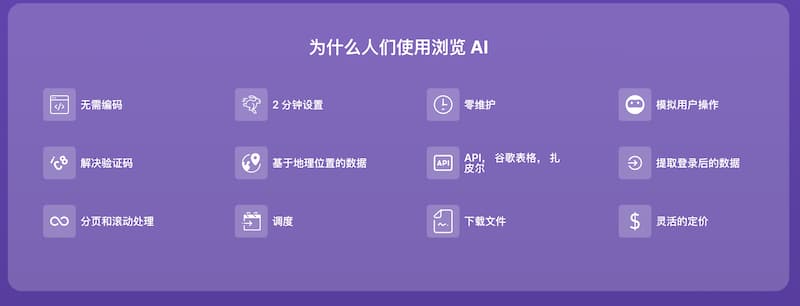 为什么人们使用浏览 AI
无需编码
2 分钟设置
零维护
模拟用户操作
解决验证码
基于地理位置的数据
API， 谷歌表格， 扎
皮尔
提取登录后的数据
分页和滚动处理
调度
下载文件
灵活的定价